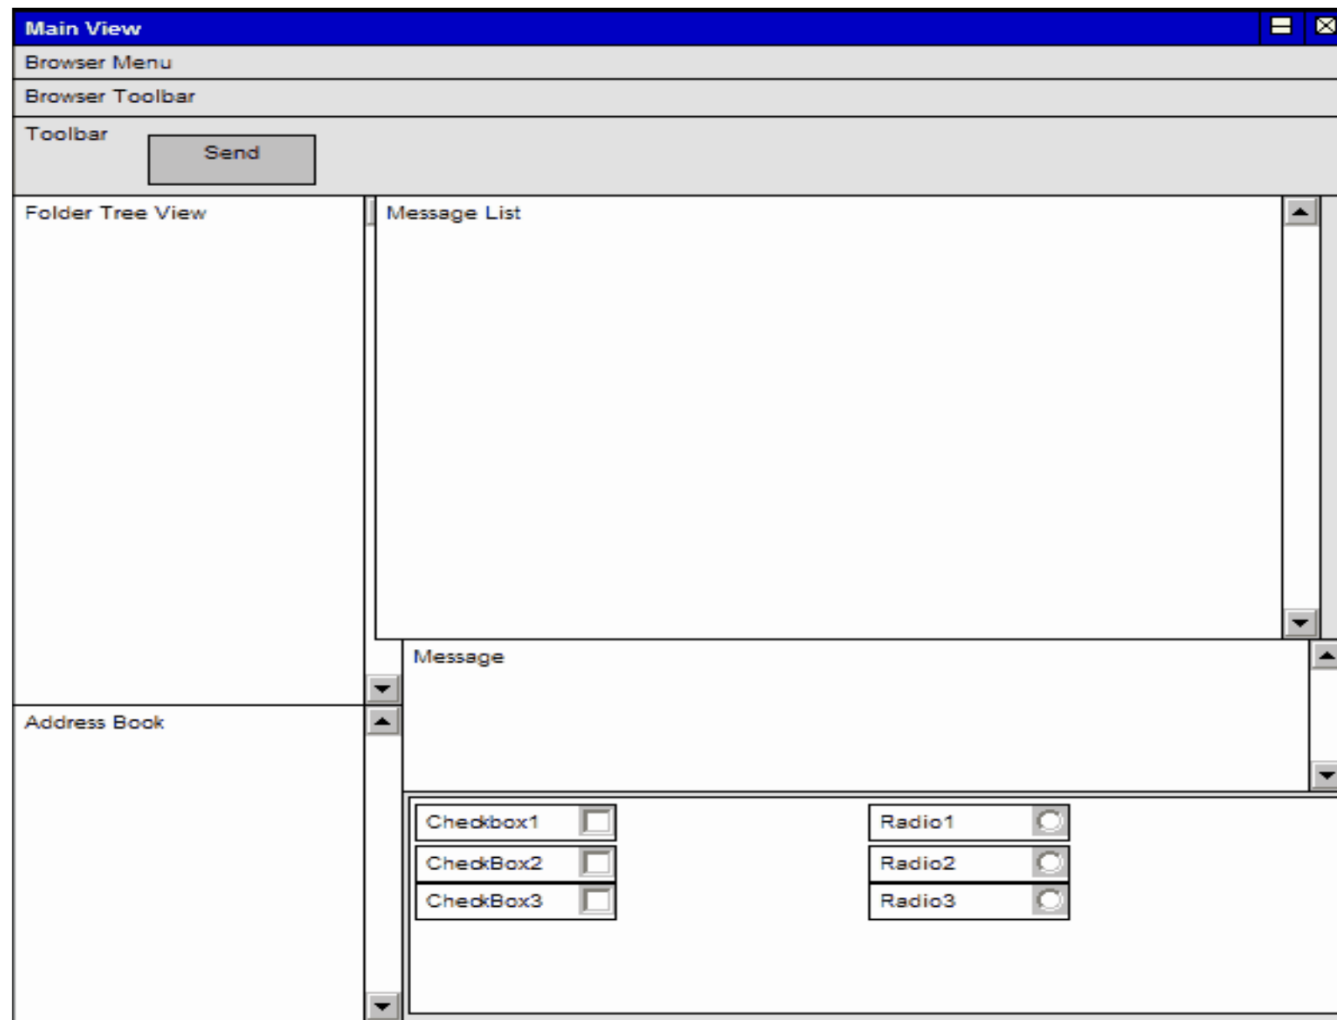 Main View
Browser Menu
Browser Toolbar
Toolbar
Send
Folder Tree View
Message List
Message
Address Book
Checkbox1
Radio1
CheckBox2
Radio2
CheckBox3
Radio3